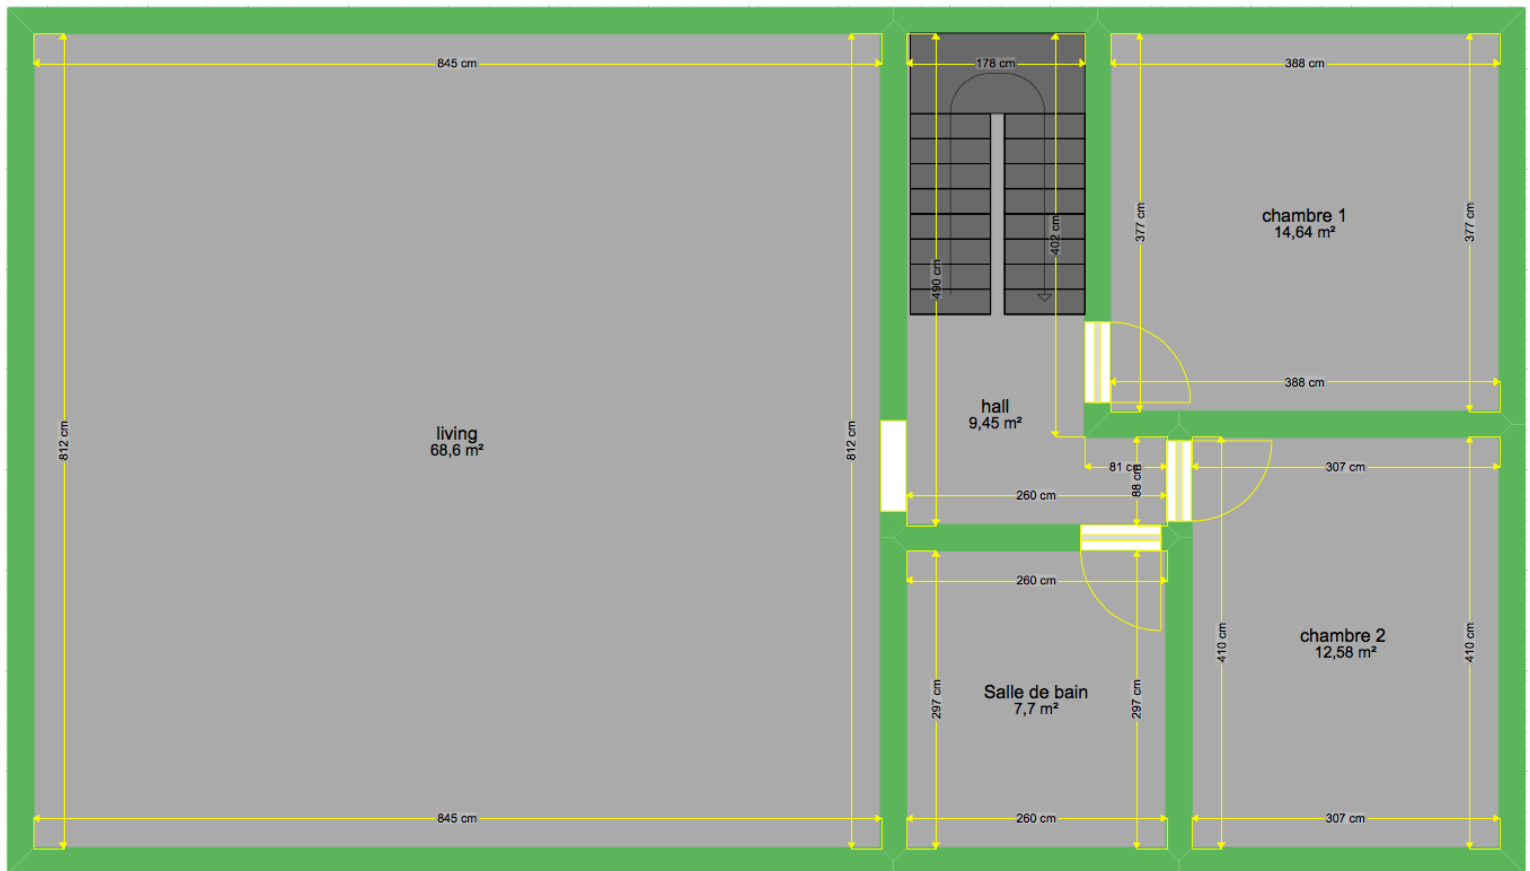 845 cm
178 cm
388 cm
chambre 1
14,64 m²
377 cm
377 cm
402 cm
490 cm
388 cm
hall
9,45 m²
living
68,6 m²
812 cm
812 cm
81 cm
88 cm
307 cm
260 cm
260 cm
chambre 2
12,58 m²
410 cm
410 cm
Salle de bain
7,7 m²
297 cm
297 cm
845 cm
260 cm
307 cm